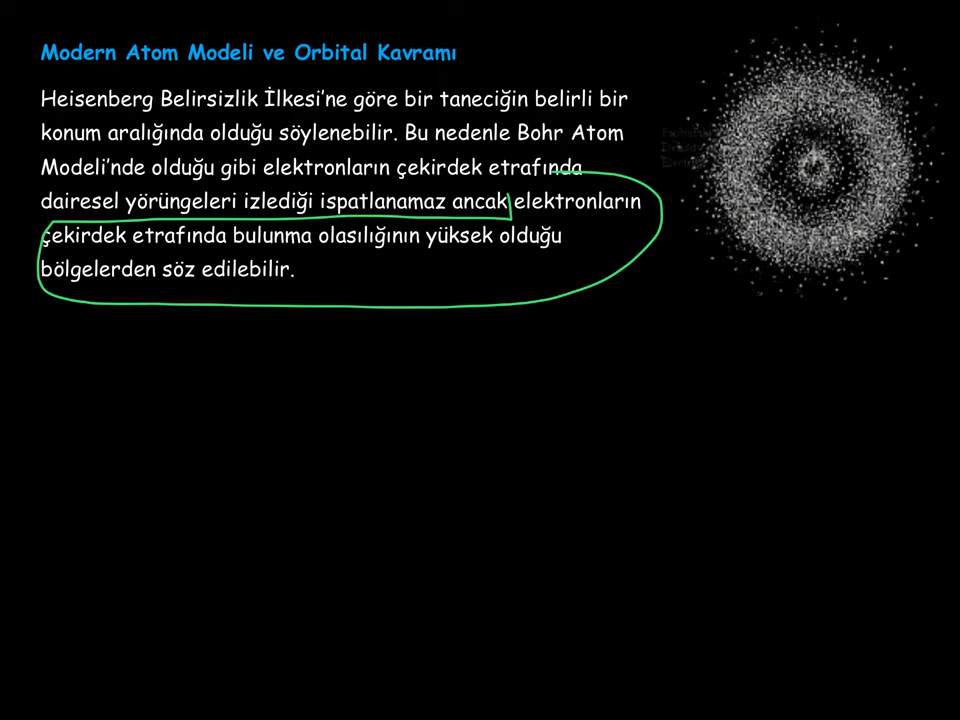 Modern Atom Modeli ve Orbital Kavramı
Heisenberg Belirsizlik İlkesi’ne göre bir taneciğin belirli bir
konum aralığında olduğu söylenebilir. Bu nedenle Bohr Atom
Modeli’nde olduğu gibi elektronların çekirdek etrafında
dairesel yörüngeleri izlediği ispatlanamaz ancak elektronların
çekirdek etrafında bulunma olasılığının yüksek olduğu
bölgelerden söz edilebilir.